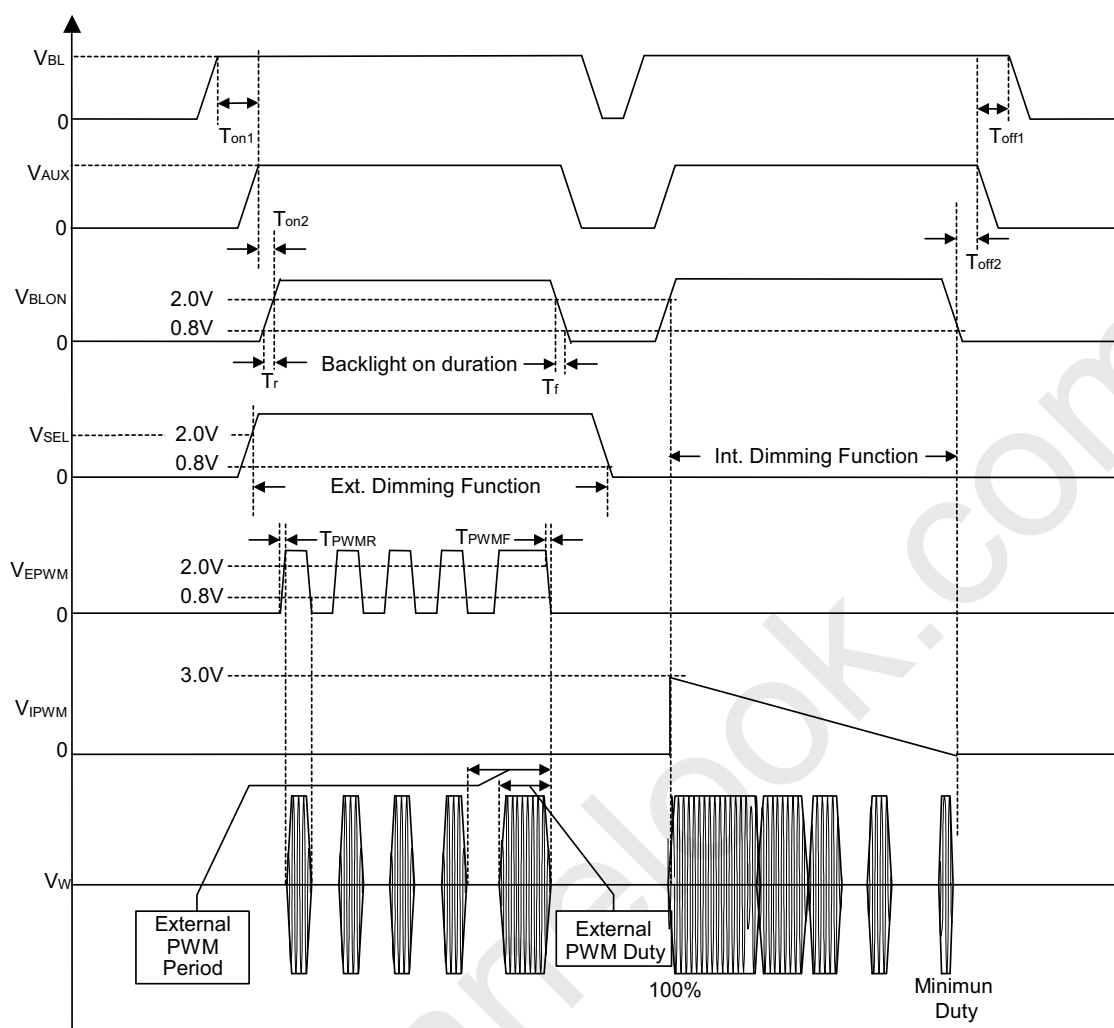 VBL
0
Ton1
Toff1
VAUX
0
Ton2
Toff2
VBLON
2.0V
0.8V
0
Backlight on duration
Tr
Tf
VSEL
2.0V
0.8V
0
Int. Dimming Function
Ext. Dimming Function
TPWMR
TPWMF
VEPWM
2.0V
0.8V
0
3.0V
VIPWM
0
VW
External
PWM
Period
External
PWM Duty
100%
Minimun
Duty